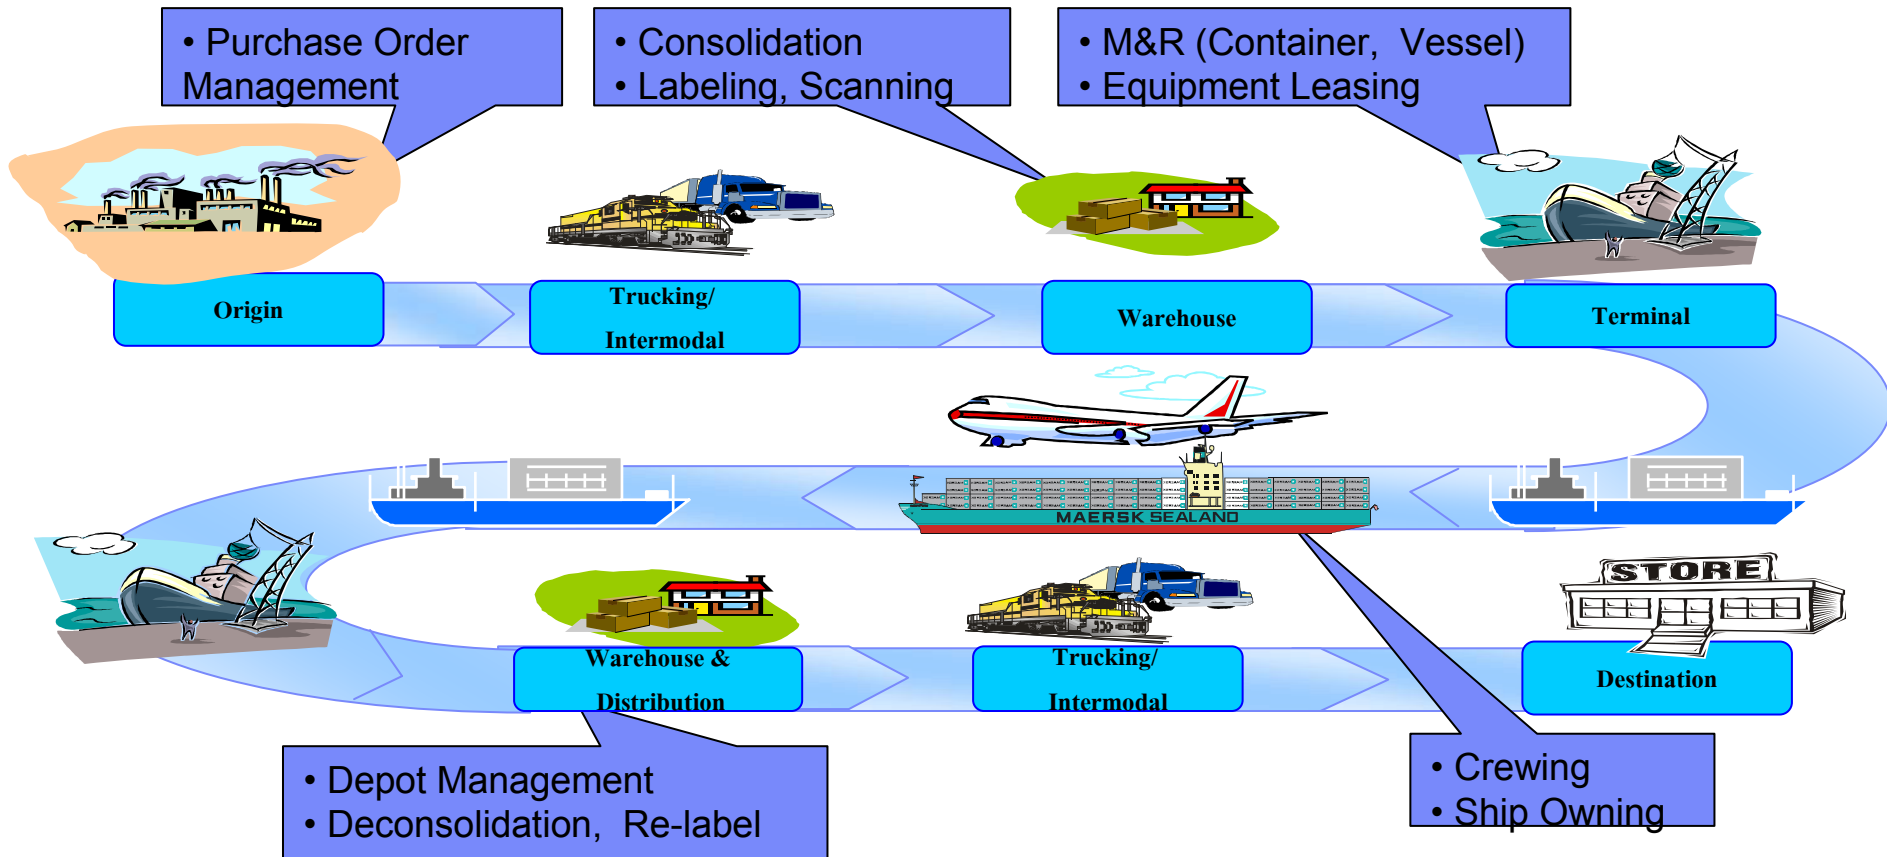 • Purchase Order
Management
• Consolidation
• Labeling, Scanning
• M&R (Container, Vessel)
• Equipment Leasing
Origin
Trucking/
Intermodal
Warehouse
Terminal
MAERSK SEALAND
STORE
Warehouse &
Distribution
Trucking/
Intermodal
Destination
• Depot Management
• Deconsolidation, Re-label
• Crewing
• Ship Owning